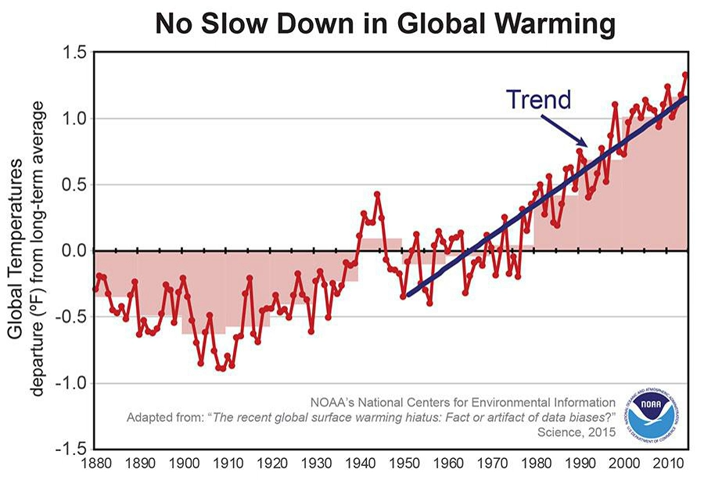 No Slow Down in Global Warming
Global Temperatures
departure (ºF) from long-term average
1.5
1.0
0.5
0.0
-0.5
-1.0
-1.5
Trend
NOAA's National Centers for Environmental Information
Adapted from: “The recent global surface warming hiatus: Fact or artifact of data biases?”
Science, 2015
NOAA
1880 1890 1900 1910 1920 1930 1940 1950 1960 1970 1980 1990 2000 2010